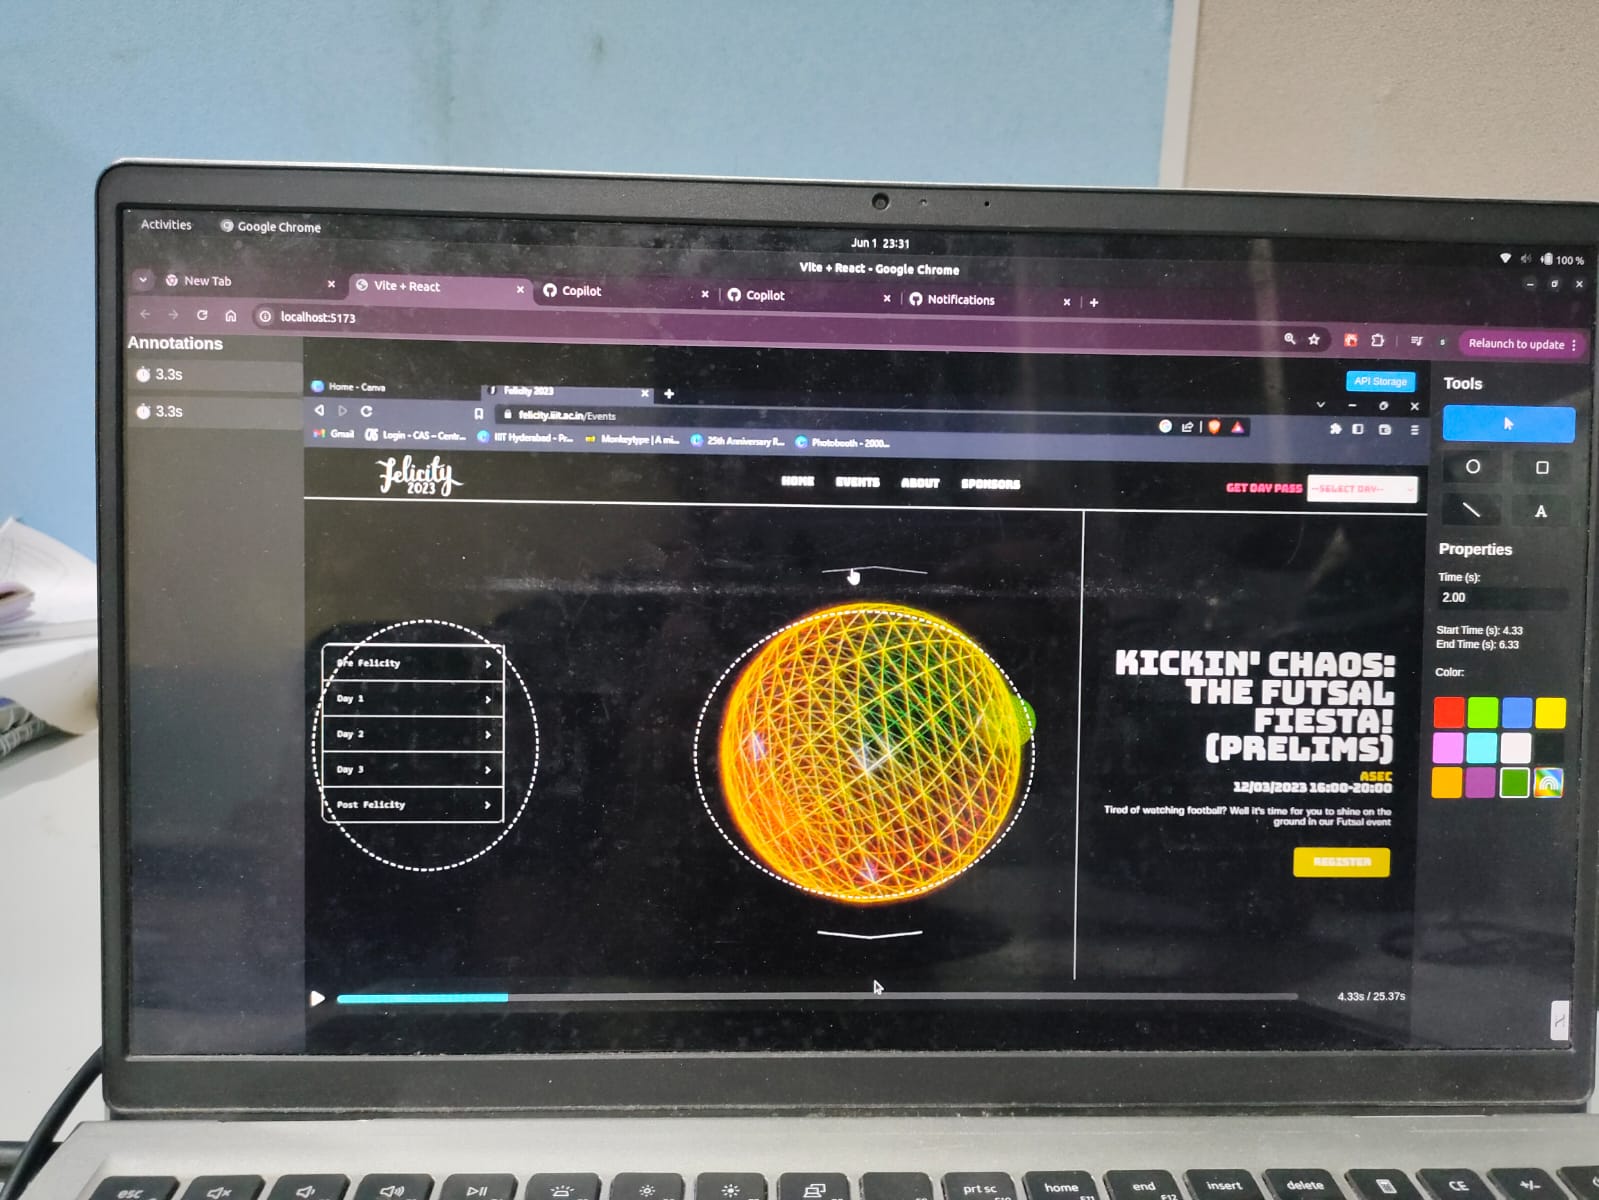 Activities
Google Chrome
Jun 1 23:31
100 %
Vite + React - Google Chrome
New Tab
Vite + React
Copilot
Copilot
Notifications
localhost:5173
Relaunch to update
Annotations
3.3s
3.3s
API Storage
Home - Canva
Felicity 2023
felicity.iiit.ac.in/Events
Gmail
Login - CAS – Centr...
IIIT Hyderabad - Pr...
Monkeytype | A mi...
25th Anniversary R...
Photobooth - 2000...
Felicity
2023
HOME
EVENTS
ABOUT
SPONSORS
GET DAY PASS
--SELECT DAY--
Pre Felicity
Day 1
Day 2
Day 3
Post Felicity
KICKIN' CHAOS:
THE FUTSAL
FIESTA!
(PRELIMS)
ASEC
12/03/2023 16:00-20:00
Tired of watching football? Well it's time for you to shine on the
ground in our Futsal event
REGISTER
4.33s / 25.37s
Tools
A
Properties
Time (s):
2.00
Start Time (s): 4.33
End Time (s): 6.33
Color:
esc
prt sc
home
end
insert
delete
CE
+/-
F11
F12